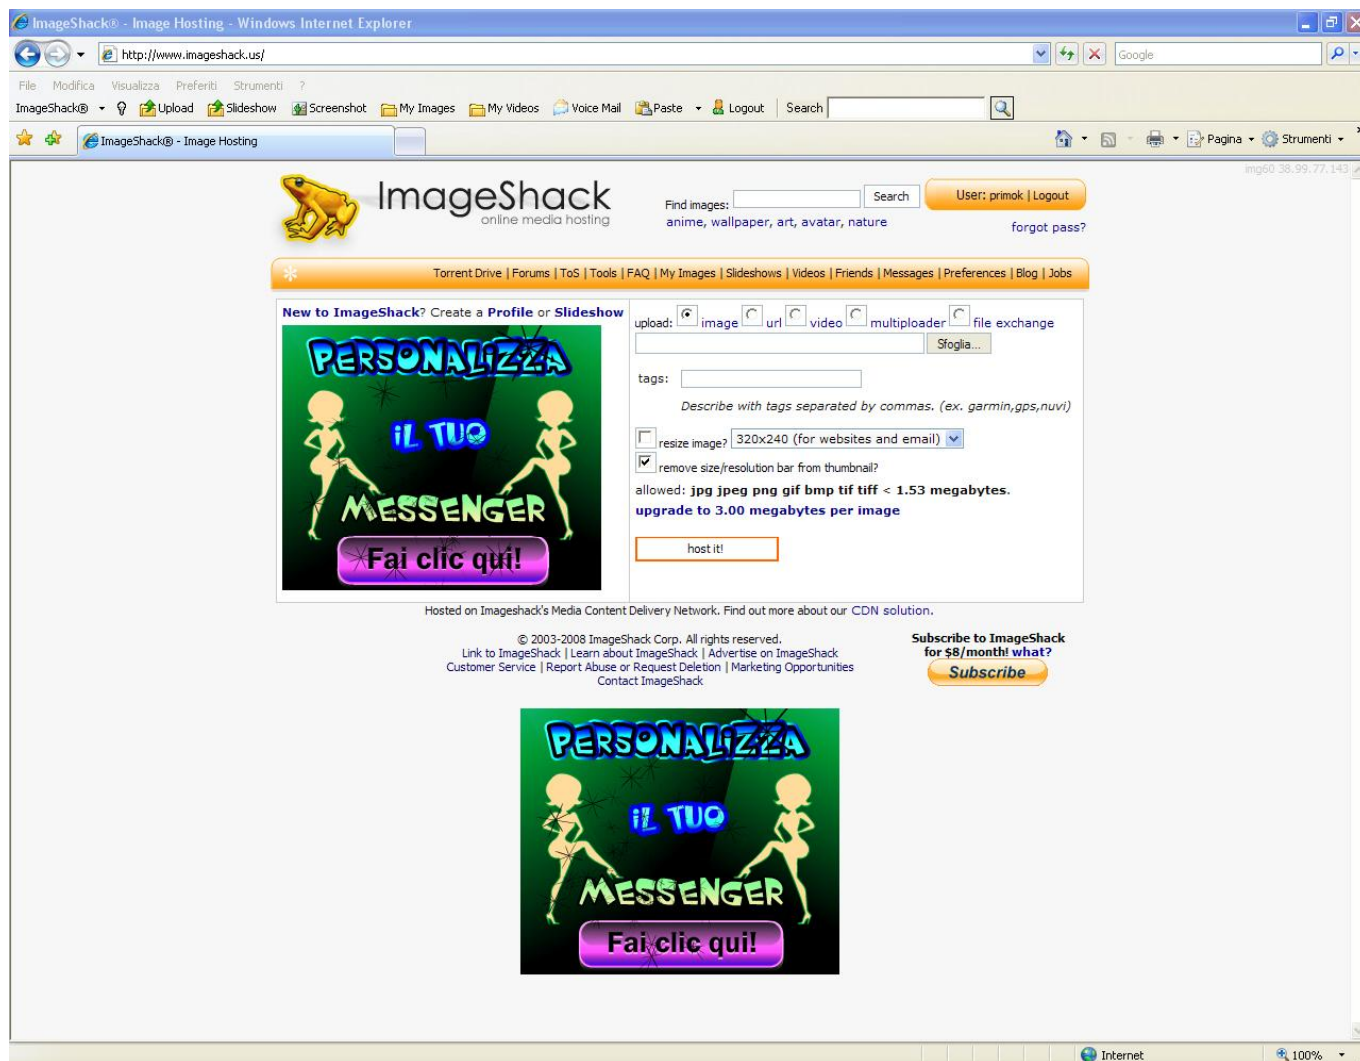 ImageShack® - Image Hosting - Windows Internet Explorer
http://www.imageshack.us/
Google
File Modifica Visualizza Preferiti Strumenti ?
ImageShack® Upload Slideshow Screenshot My Images My Videos Voice Mail Paste Logout Search
ImageShack® - Image Hosting
Pagina Strumenti
img60 38.99.77.143
ImageShack
online media hosting
Find images: Search
anime, wallpaper, art, avatar, nature
User: primok | Logout
forgot pass?
Torrent Drive | Forums | ToS | Tools | FAQ | My Images | Slideshows | Videos | Friends | Messages | Preferences | Blog | Jobs
New to ImageShack? Create a Profile or Slideshow
PERSONALIZZA
iL TUO
MESSENGER
Fai clic qui!
upload: image url video multiploader file exchange
Sfoglia...
tags:
Describe with tags separated by commas. (ex. garmin,gps,nuvi)
resize image? 320x240 (for websites and email)
remove size/resolution bar from thumbnail?
allowed: jpg jpeg png gif bmp tif tiff < 1.53 megabytes.
upgrade to 3.00 megabytes per image
host it!
Hosted on Imageshack's Media Content Delivery Network. Find out more about our CDN solution.
© 2003-2008 ImageShack Corp. All rights reserved.
Link to ImageShack | Learn about ImageShack | Advertise on ImageShack
Customer Service | Report Abuse or Request Deletion | Marketing Opportunities
Contact ImageShack
Subscribe to ImageShack
for $8/month! what?
Subscribe
PERSONALIZZA
iL TUO
MESSENGER
Fai clic qui!
Internet 100%